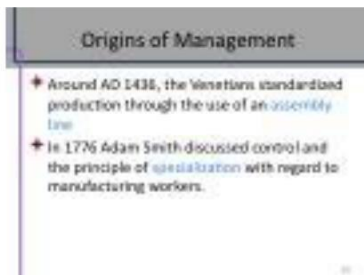 Origins of Management
Around AD 1436, the Venetians standardized
production through the use of an assembly
line
In 1776 Adam Smith discussed control and
the principle of specialization with regard to
manufacturing workers.